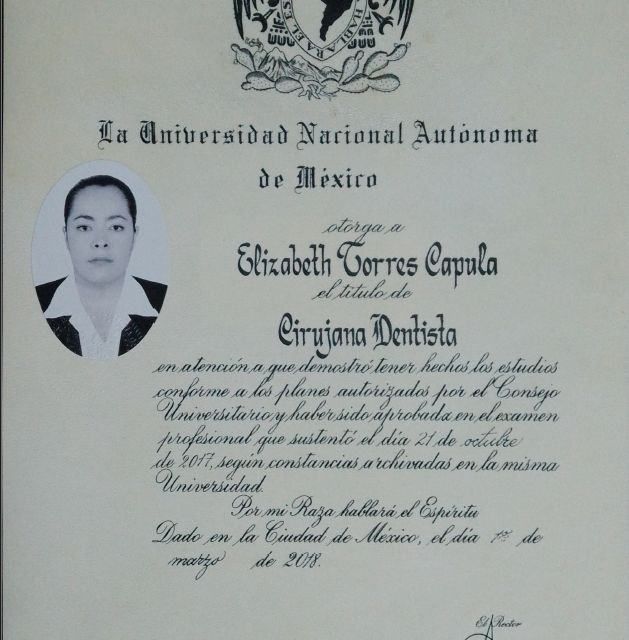 HABLARA EL ES
La Universidad Nacional Autónoma
de México
otorga a
Elizabeth Torres Capula
el título de
Cirujana Dentista
en atención a que demostró tener hechos los estudios
conforme a los planes autorizados por el Consejo
Universitario y haber sido aprobada en el examen
profesional que sustentó el día 21 de octubre
de 2017, según constancias archivadas en la misma
Universidad.
Por mi Raza hablará el Espíritu
Dado en la Ciudad de México, el día 1º de
marzo de 2018.
El Rector